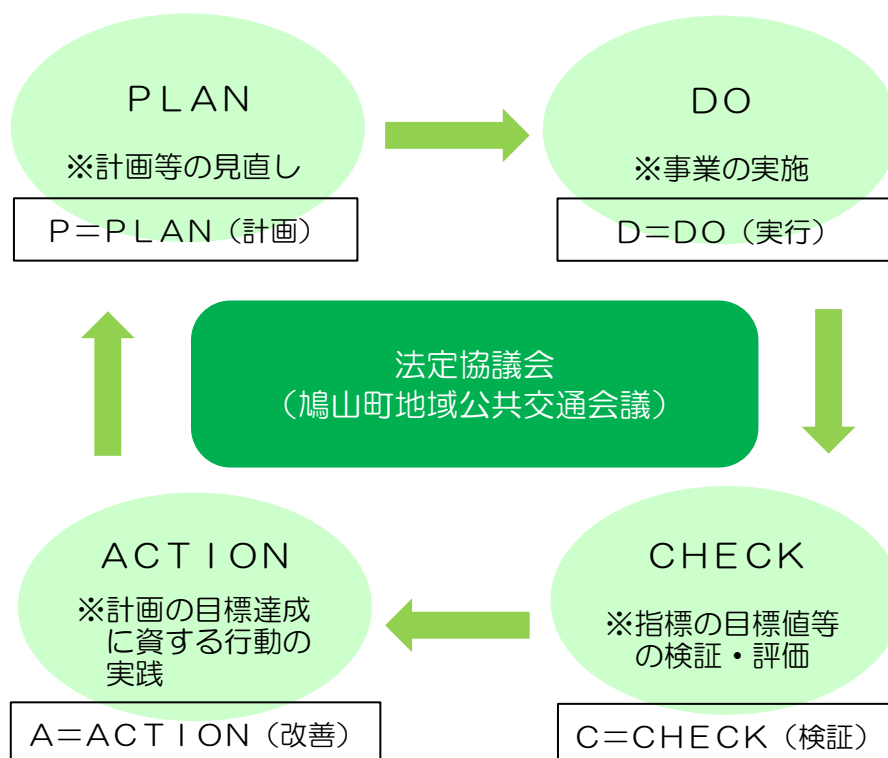 ＰＬＡＮ
※計画等の見直し
Ｐ＝ＰＬＡＮ（計画）
ＤＯ
※事業の実施
Ｄ＝ＤＯ（実行）
法定協議会
（鳩山町地域公共交通会議）
ＡＣＴＩＯＮ
※計画の目標達成
に資する行動の
実践
Ａ＝ＡＣＴＩＯＮ（改善）
ＣＨＥＣＫ
※指標の目標値等
の検証・評価
Ｃ＝ＣＨＥＣＫ（検証）